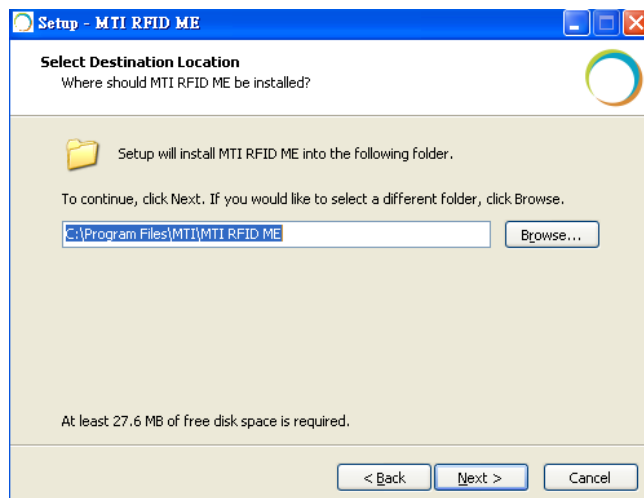 Setup - MTI RFID ME
Select Destination Location
Where should MTI RFID ME be installed?
Setup will install MTI RFID ME into the following folder.
To continue, click Next. If you would like to select a different folder, click Browse.
C:\Program Files\MTI\MTI RFID ME
Browse...
At least 27.6 MB of free disk space is required.
< Back Next > Cancel